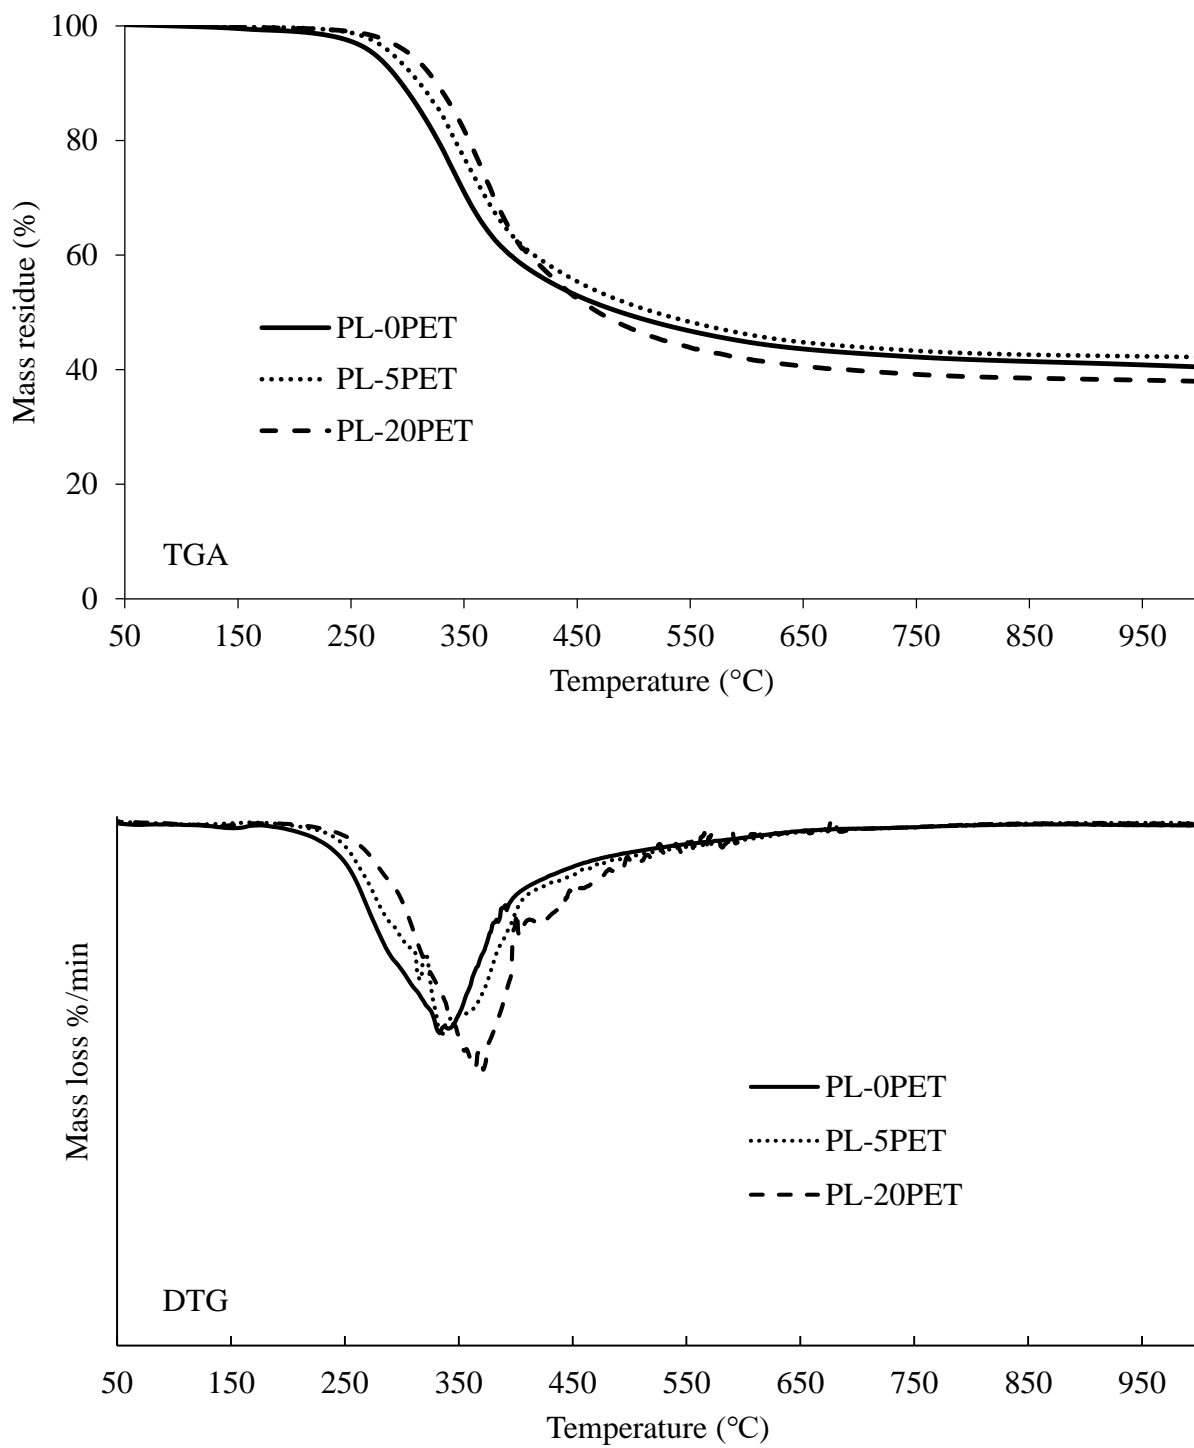 100
80
60
40
20
0
Mass residue (%)
PL-0PET
PL-5PET
PL-20PET
TGA
50 150 250 350 450 550 650 750 850 950
Temperature (°C)
Mass loss %/min
PL-0PET
PL-5PET
PL-20PET
DTG
50 150 250 350 450 550 650 750 850 950
Temperature (°C)